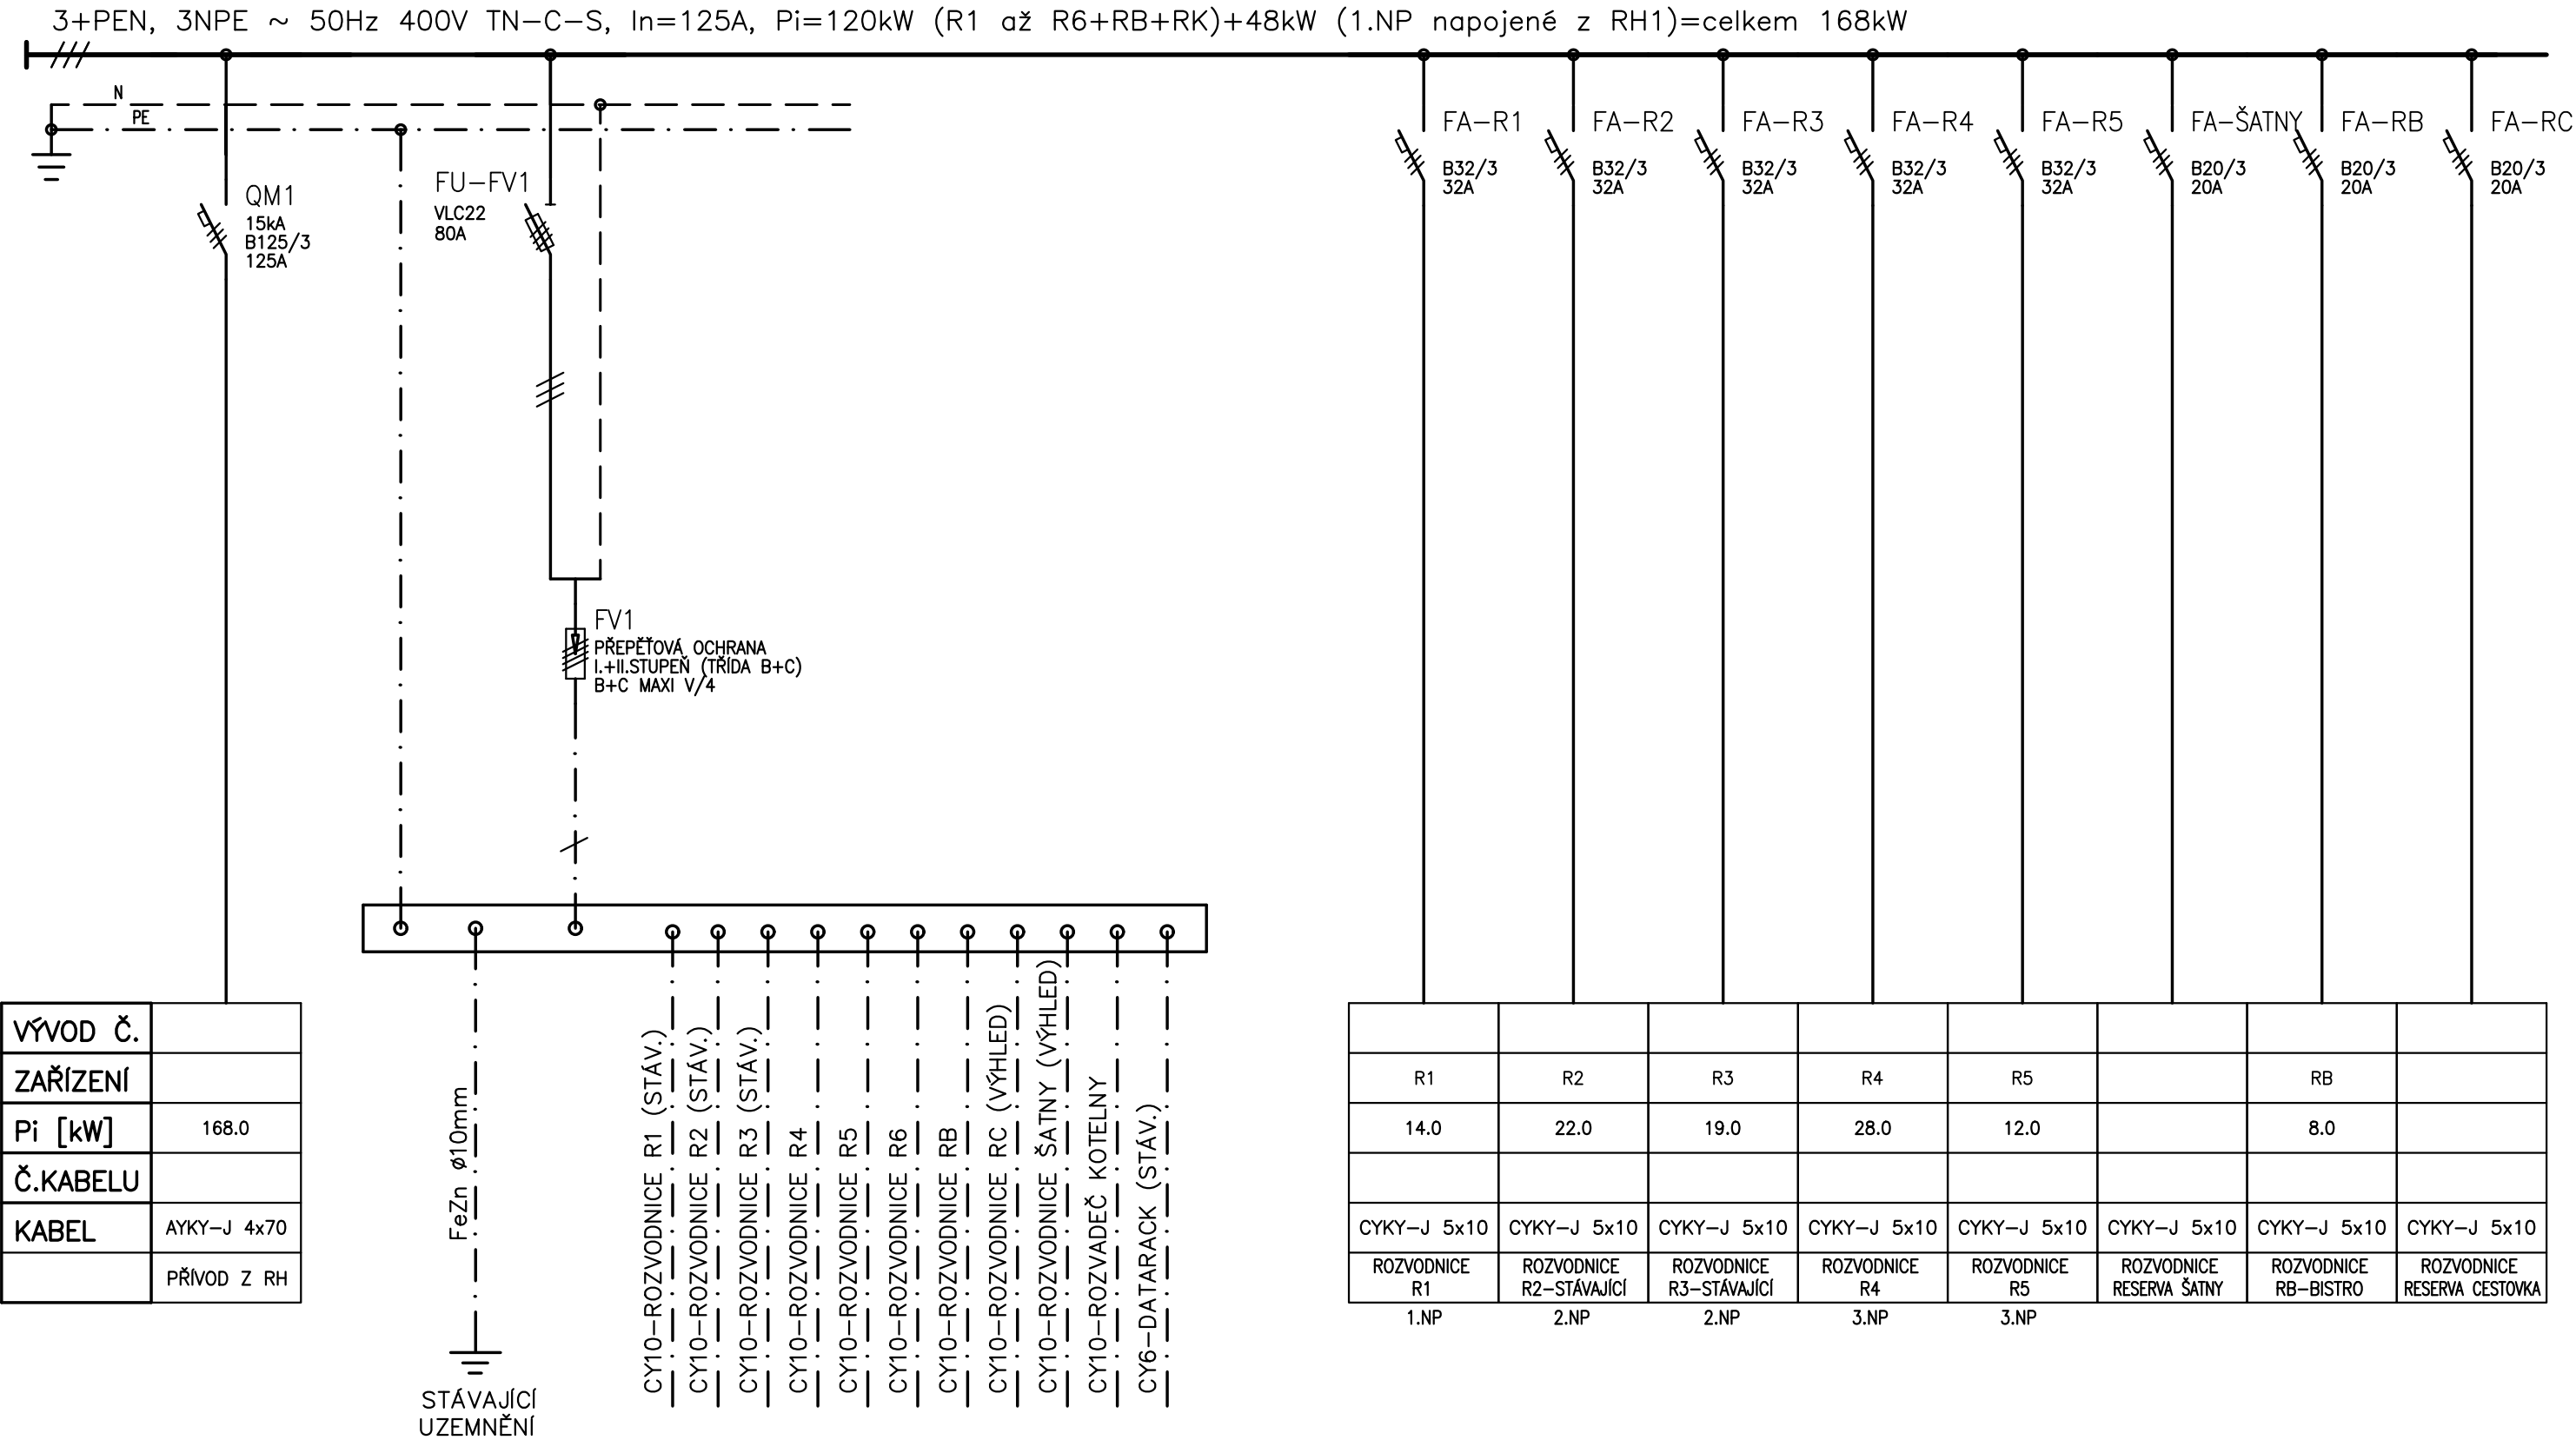 3+PEN, 3NPE ~ 50Hz 400V TN-C-S, In=125A, Pi=120kW (R1 až R6+RB+RK)+48kW (1.NP napojené z RH1)=celkem 168kW
N
PE
QM1
15kA
B125/3
125A
FU-FV1
VLC22
80A
FV1
PŘEPĚŤOVÁ OCHRANA
I.+II.STUPEŇ (TŘÍDA B+C)
B+C MAXI V/4
FA-R1
B32/3
32A
FA-R2
B32/3
32A
FA-R3
B32/3
32A
FA-R4
B32/3
32A
FA-R5
B32/3
32A
FA-ŠATNY
B20/3
20A
FA-RB
B20/3
20A
FA-RC
B20/3
20A
FeZn ø10mm
STÁVAJÍCÍ
UZEMNĚNÍ
CY10-ROZVODNICE R1 (STÁV.)
CY10-ROZVODNICE R2 (STÁV.)
CY10-ROZVODNICE R3 (STÁV.)
CY10-ROZVODNICE R4
CY10-ROZVODNICE R5
CY10-ROZVODNICE R6
CY10-ROZVODNICE RB
CY10-ROZVODNICE RC (VÝHLED)
CY10-ROZVODNICE ŠATNY (VÝHLED)
CY10-ROZVADEČ KOTELNY
CY6-DATARACK (STÁV.)
VÝVOD Č.
ZAŘÍZENÍ R1 R2 R3 R4 R5 RB
Pi [kW] 168.0 14.0 22.0 19.0 28.0 12.0 8.0
Č.KABELU
KABEL AYKY-J 4x70 CYKY-J 5x10 CYKY-J 5x10 CYKY-J 5x10 CYKY-J 5x10 CYKY-J 5x10 CYKY-J 5x10 CYKY-J 5x10 CYKY-J 5x10
PŘÍVOD Z RH
ROZVODNICE
R1
ROZVODNICE
R2-STÁVAJÍCÍ
ROZVODNICE
R3-STÁVAJÍCÍ
ROZVODNICE
R4
ROZVODNICE
R5
ROZVODNICE
RESERVA ŠATNY
ROZVODNICE
RB-BISTRO
ROZVODNICE
RESERVA CESTOVKA
1.NP 2.NP 2.NP 3.NP 3.NP